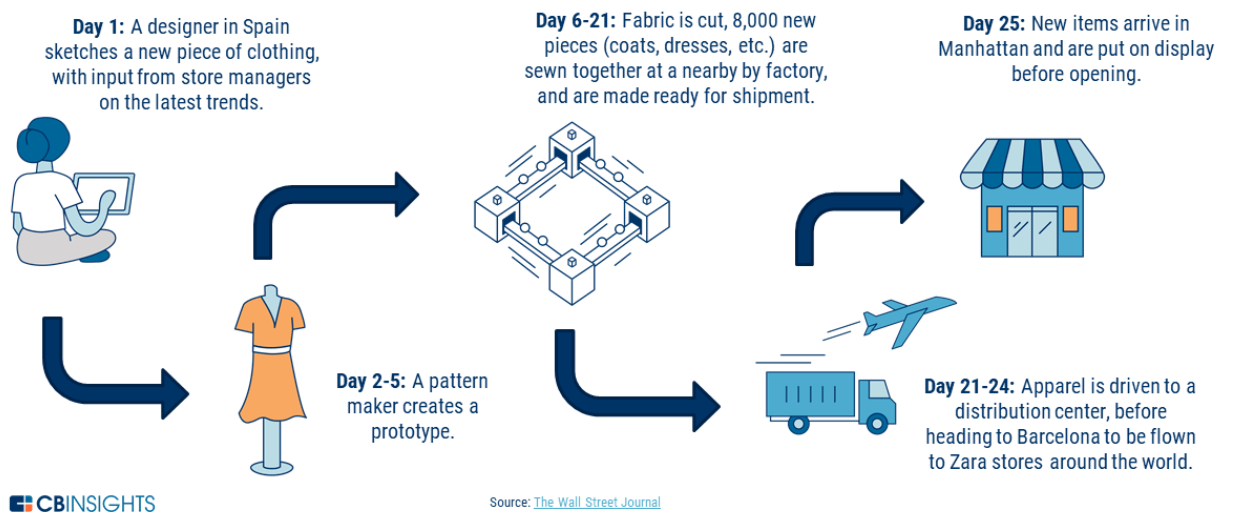 Day 1: A designer in Spain
sketches a new piece of clothing,
with input from store managers
on the latest trends.
Day 2-5: A pattern
maker creates a
prototype.
Day 6-21: Fabric is cut, 8,000 new
pieces (coats, dresses, etc.) are
sewn together at a nearby by factory,
and are made ready for shipment.
Day 21-24: Apparel is driven to a
distribution center, before
heading to Barcelona to be flown
to Zara stores around the world.
Day 25: New items arrive in
Manhattan and are put on display
before opening.
CBINSIGHTS
Source: The Wall Street Journal